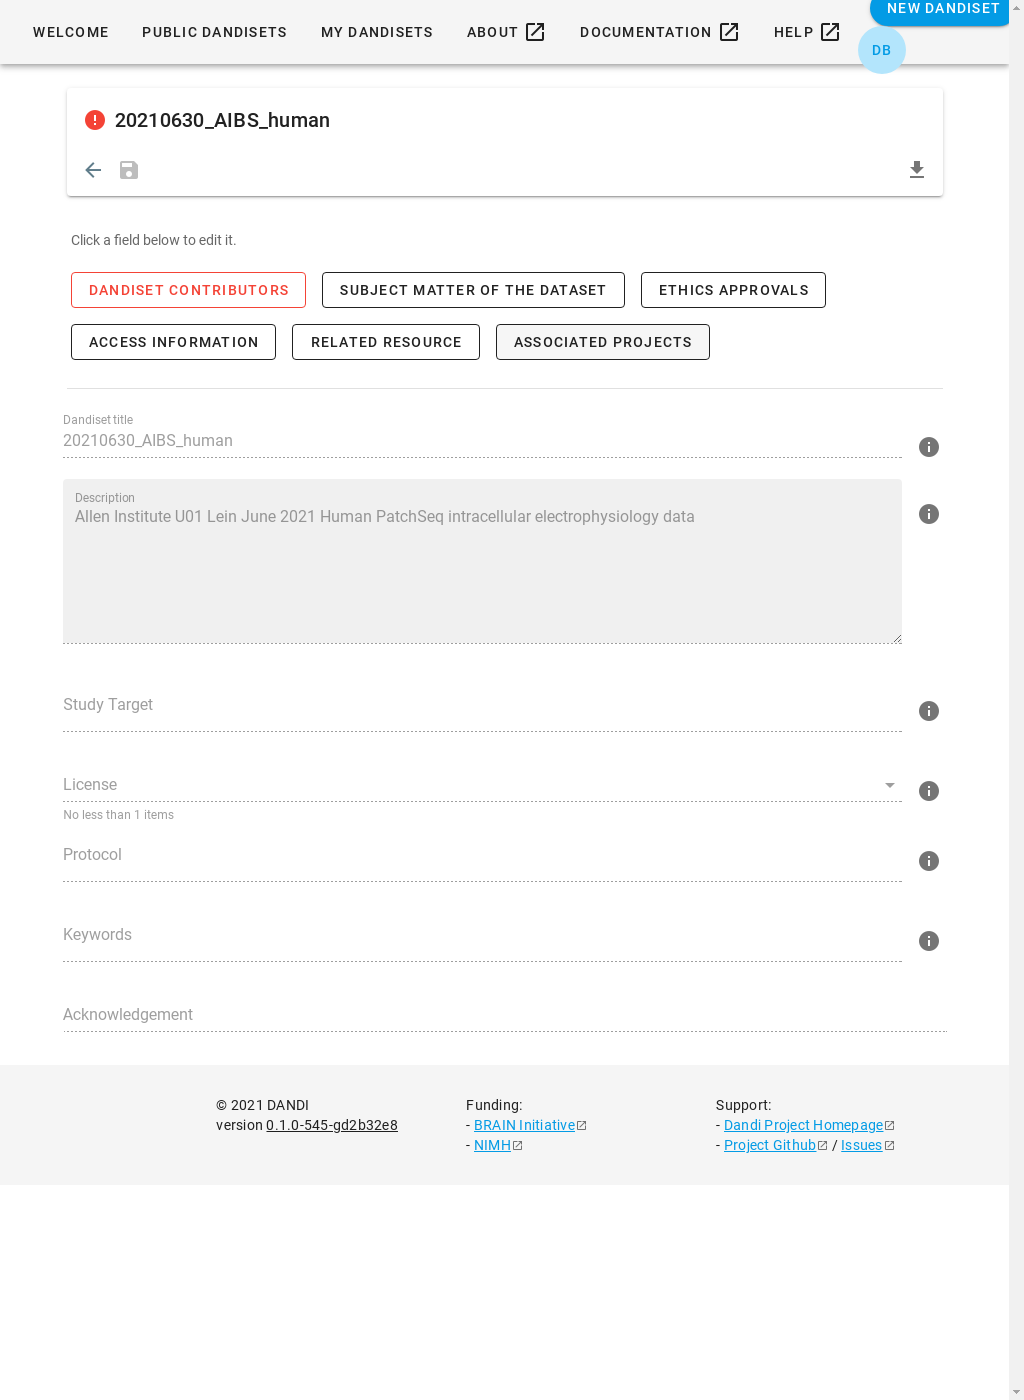 WELCOME PUBLIC DANDISETS MY DANDISETS ABOUT DOCUMENTATION HELP NEW DANDISET
DB
20210630_AIBS_human
Click a field below to edit it.
DANDISET CONTRIBUTORS SUBJECT MATTER OF THE DATASET ETHICS APPROVALS
ACCESS INFORMATION RELATED RESOURCE ASSOCIATED PROJECTS
Dandiset title
20210630_AIBS_human
Description
Allen Institute U01 Lein June 2021 Human PatchSeq intracellular electrophysiology data
Study Target
License
No less than 1 items
Protocol
Keywords
Acknowledgement
© 2021 DANDI
version 0.1.0-545-gd2b32e8
Funding:
- BRAIN Initiative
- NIMH
Support:
- Dandi Project Homepage
- Project Github / Issues